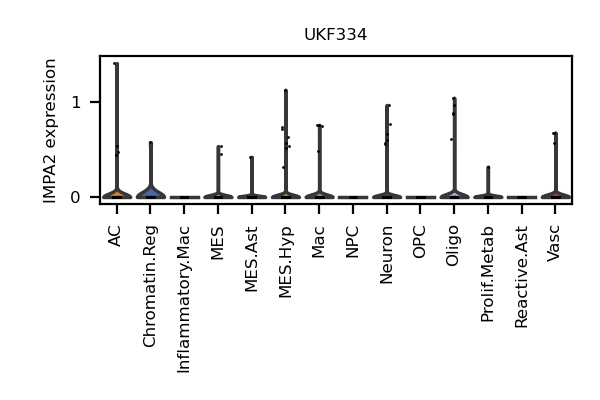 UKF334
IMPA2 expression
1
0
AC
Chromatin.Reg
Inflammatory.Mac
MES
MES.Ast
MES.Hyp
Mac
NPC
Neuron
OPC
Oligo
Prolif.Metab
Reactive.Ast
Vasc